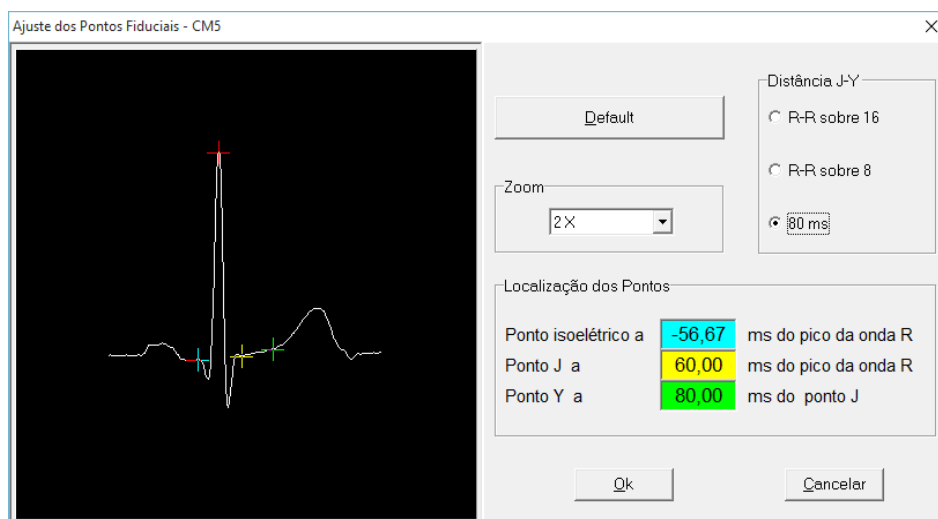 Ajuste dos Pontos Fiduciais - CM5
Default
Zoom
2X
Distância J-Y
R-R sobre 16
R-R sobre 8
80 ms
Localização dos Pontos
Ponto isoelétrico a -56,67 ms do pico da onda R
Ponto J a 60,00 ms do pico da onda R
Ponto Y a 80,00 ms do ponto J
Ok Cancelar